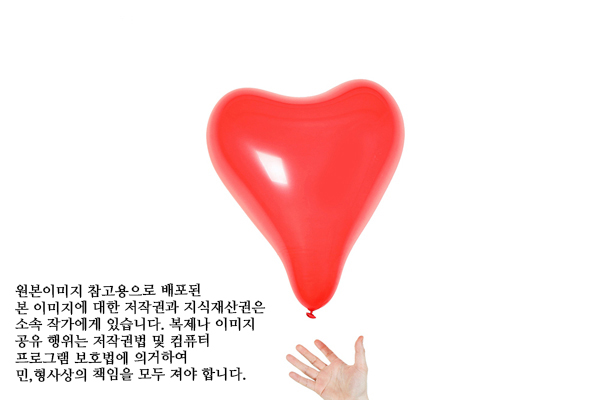 원본이미지 참고용으로 배포된
본 이미지에 대한 저작권과 지식재산권은
소속 작가에게 있습니다. 복제나 이미지
공유 행위는 저작권법 및 컴퓨터
프로그램 보호법에 의거하여
민,형사상의 책임을 모두 져야 합니다.